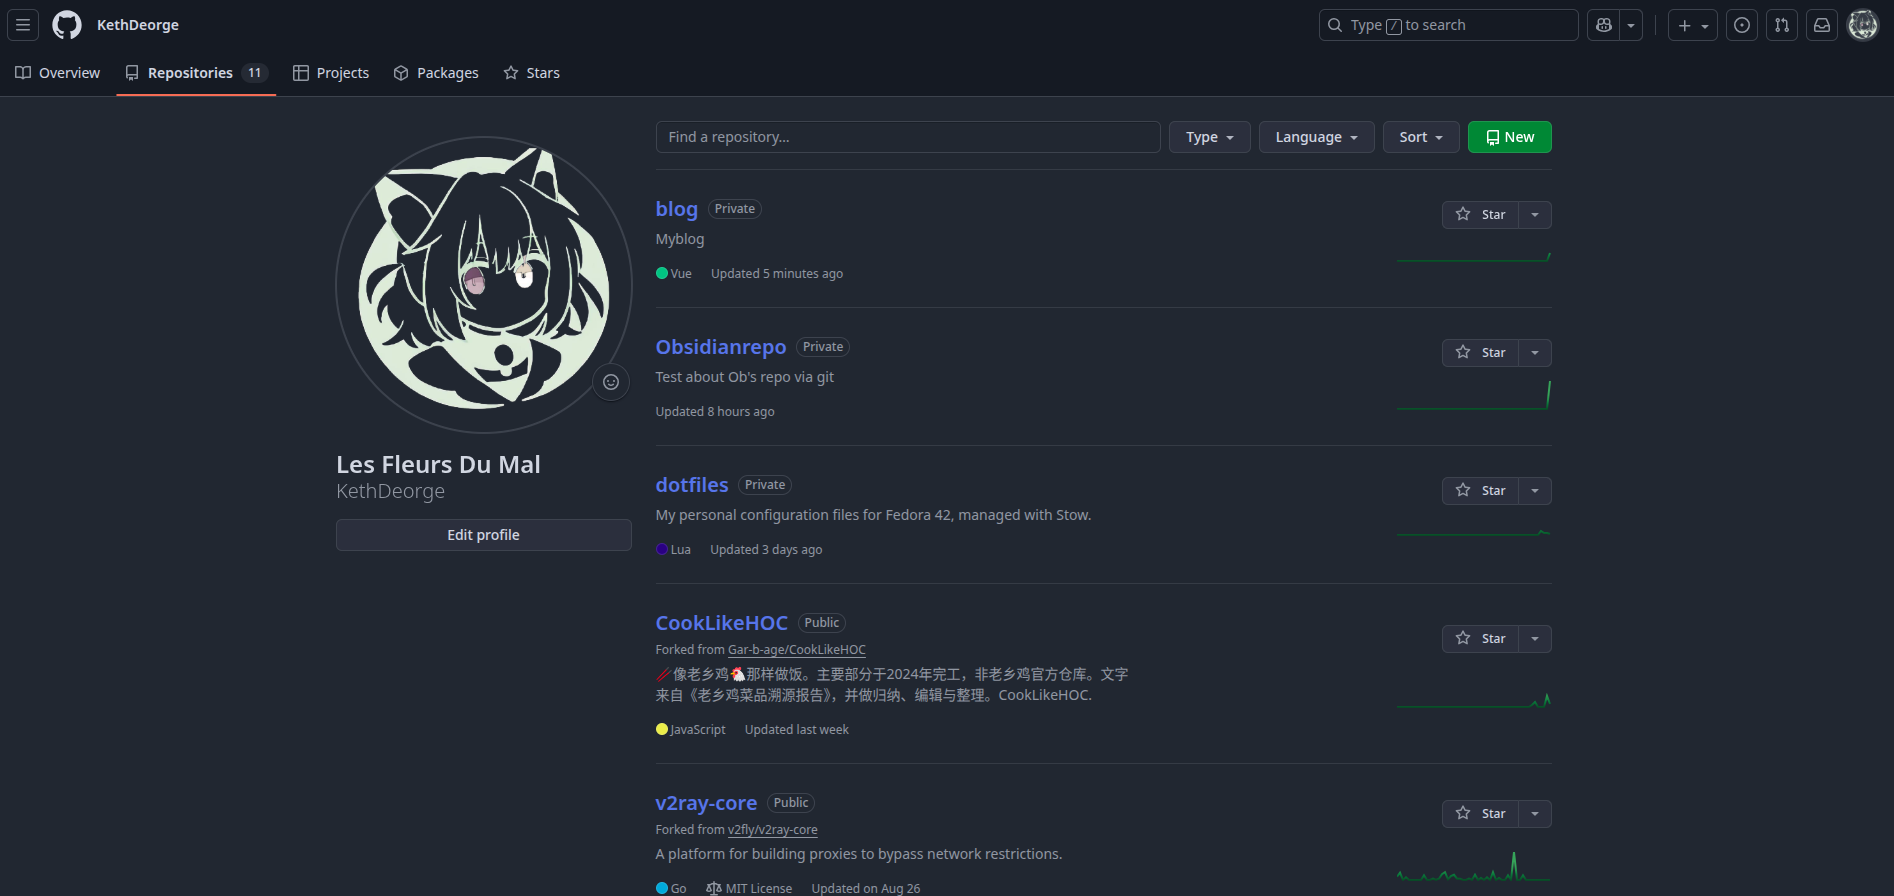 KethDeorge
Type / to search
Overview
Repositories 11
Projects
Packages
Stars
Find a repository...
Type
Language
Sort
New
Les Fleurs Du Mal
KethDeorge
Edit profile
blog Private
Star
Myblog
Vue Updated 5 minutes ago
Obsidianrepo Private
Star
Test about Ob's repo via git
Updated 8 hours ago
dotfiles Private
Star
My personal configuration files for Fedora 42, managed with Stow.
Lua Updated 3 days ago
CookLikeHOC Public
Star
Forked from Gar-b-age/CookLikeHOC
🥢像老乡鸡🐔那样做饭。主要部分于2024年完工，非老乡鸡官方仓库。文字
来自《老乡鸡菜品溯源报告》，并做归纳、编辑与整理。CookLikeHOC.
JavaScript Updated last week
v2ray-core Public
Star
Forked from v2fly/v2ray-core
A platform for building proxies to bypass network restrictions.
Go MIT License Updated on Aug 26